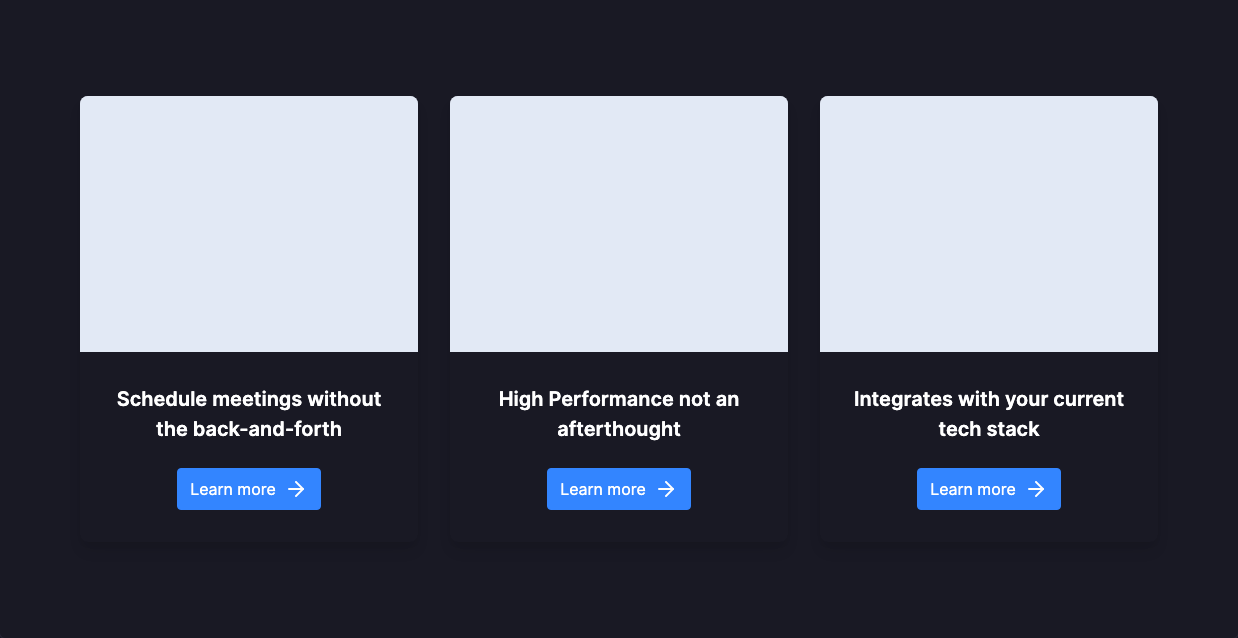 Schedule meetings without
the back-and-forth
Learn more
High Performance not an
afterthought
Learn more
Integrates with your current
tech stack
Learn more